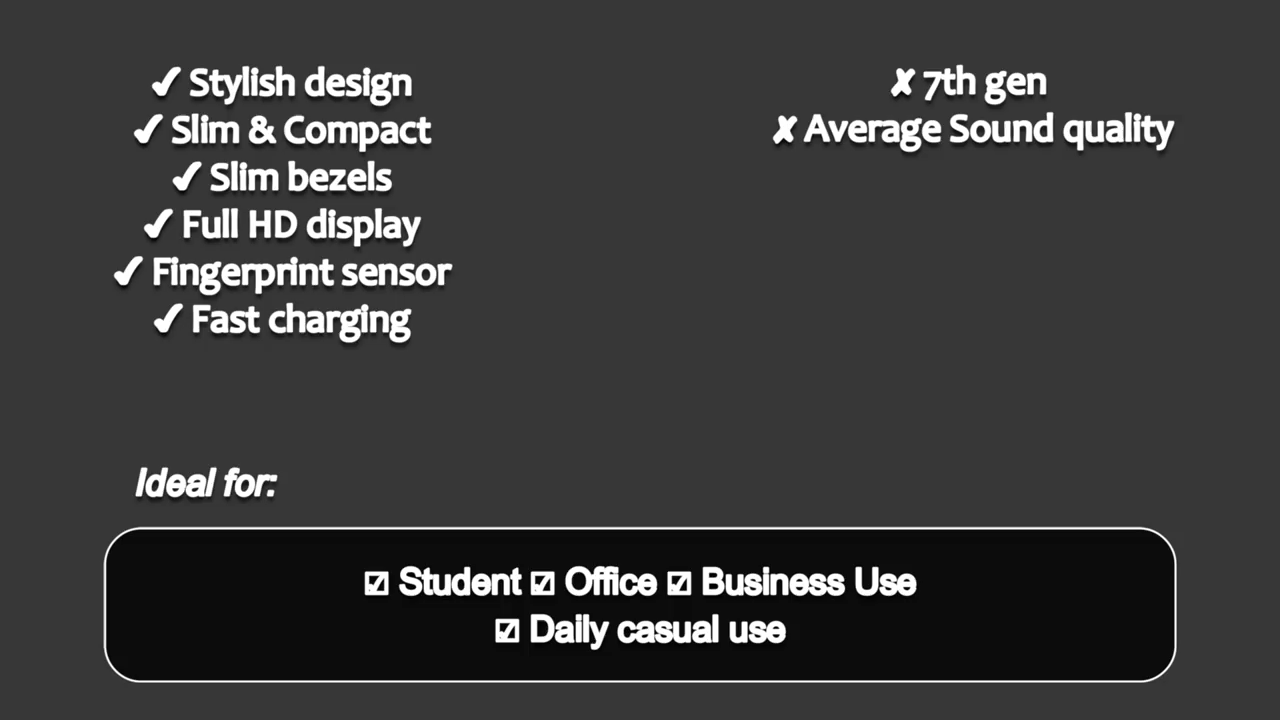 ✔ Stylish design
✔ Slim & Compact
✔ Slim bezels
✔ Full HD display
✔ Fingerprint sensor
✔ Fast charging
✘ 7th gen
✘ Average Sound quality
Ideal for:
☑ Student ☑ Office ☑ Business Use
☑ Daily casual use